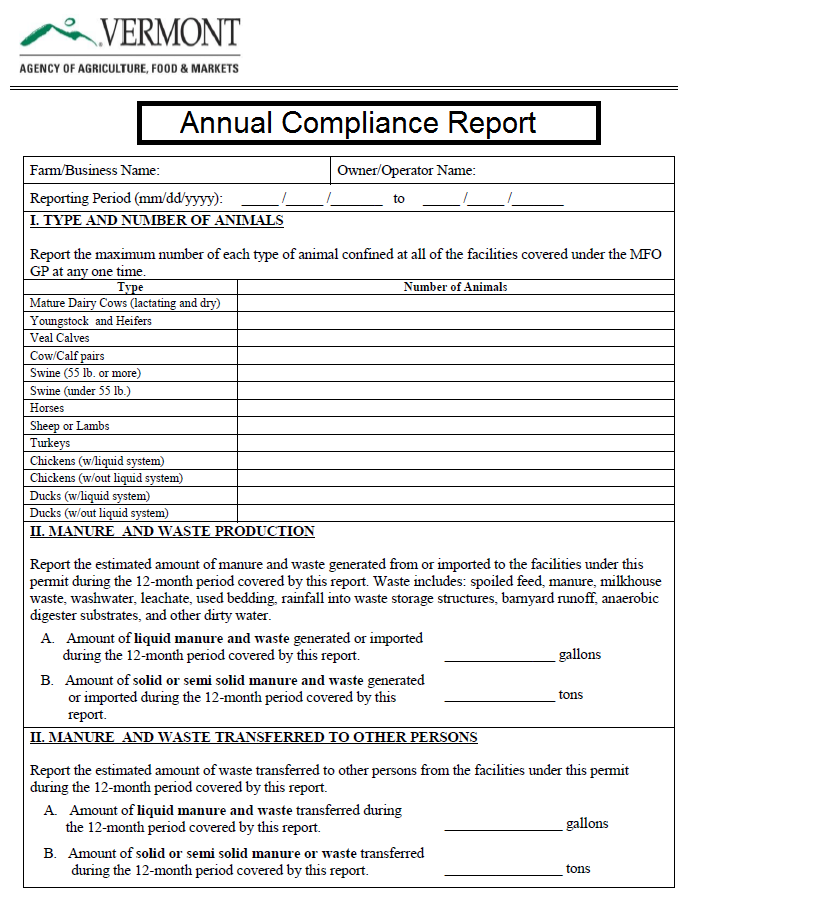 VERMONT
AGENCY OF AGRICULTURE, FOOD & MARKETS
Annual Compliance Report
Farm/Business Name: Owner/Operator Name:
Reporting Period (mm/dd/yyyy): _____/_____/_______ to _____/_____/_______
I. TYPE AND NUMBER OF ANIMALS
Report the maximum number of each type of animal confined at all of the facilities covered under the MFO
GP at any one time.
Type Number of Animals
Mature Dairy Cows (lactating and dry)
Youngstock and Heifers
Veal Calves
Cow/Calf pairs
Swine (55 lb. or more)
Swine (under 55 lb.)
Horses
Sheep or Lambs
Turkeys
Chickens (w/liquid system)
Chickens (w/out liquid system)
Ducks (w/liquid system)
Ducks (w/out liquid system)
II. MANURE AND WASTE PRODUCTION
Report the estimated amount of manure and waste generated from or imported to the facilities under this
permit during the 12-month period covered by this report. Waste includes: spoiled feed, manure, milkhouse
waste, washwater, leachate, used bedding, rainfall into waste storage structures, barnyard runoff, anaerobic
digester substrates, and other dirty water.
A. Amount of liquid manure and waste generated or imported
during the 12-month period covered by this report. _______________ gallons
B. Amount of solid or semi solid manure and waste generated
or imported during the 12-month period covered by this _______________ tons
report.
II. MANURE AND WASTE TRANSFERRED TO OTHER PERSONS
Report the estimated amount of waste transferred to other persons from the facilities under this permit
during the 12-month period covered by this report.
A. Amount of liquid manure and waste transferred during
the 12-month period covered by this report. ________________ gallons
B. Amount of solid or semi solid manure or waste transferred
during the 12-month period covered by this report. ________________ tons